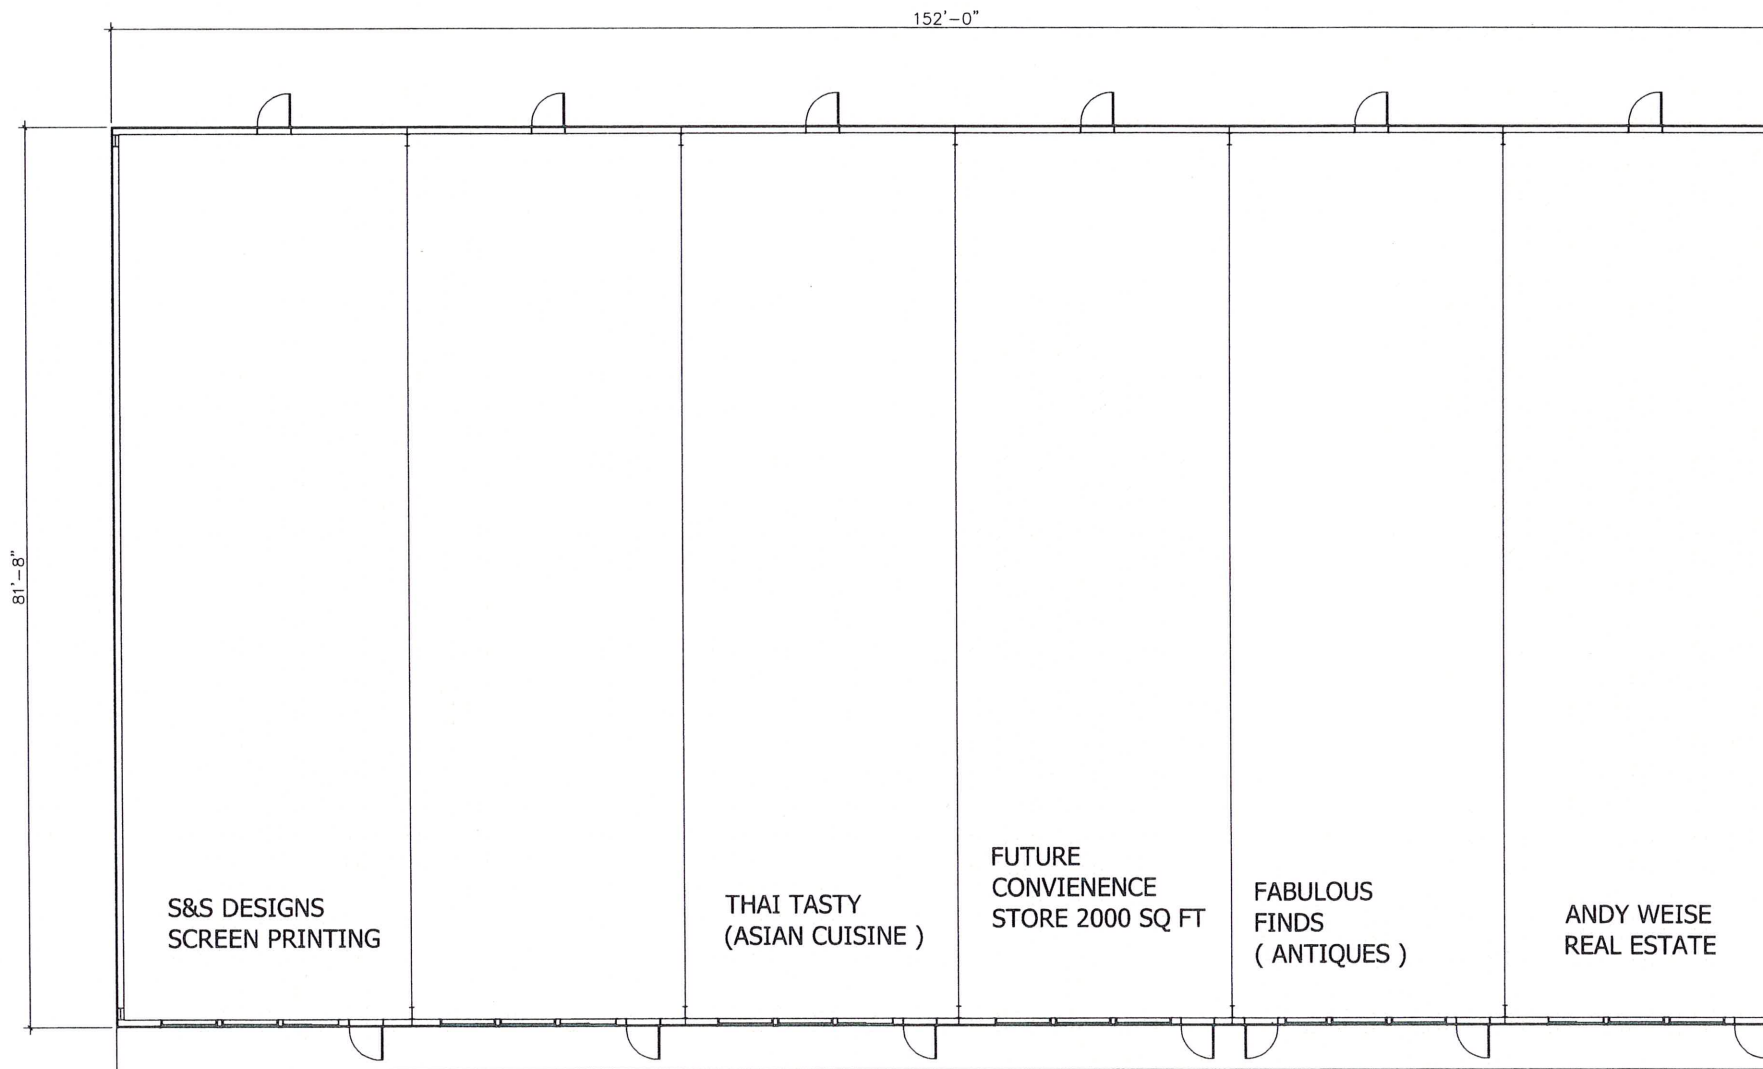 152'-0"
81'-8"
S&S DESIGNS
SCREEN PRINTING
THAI TASTY
(ASIAN CUISINE )
FUTURE
CONVIENENCE
STORE 2000 SQ FT
FABULOUS
FINDS
( ANTIQUES )
ANDY WEISE
REAL ESTATE